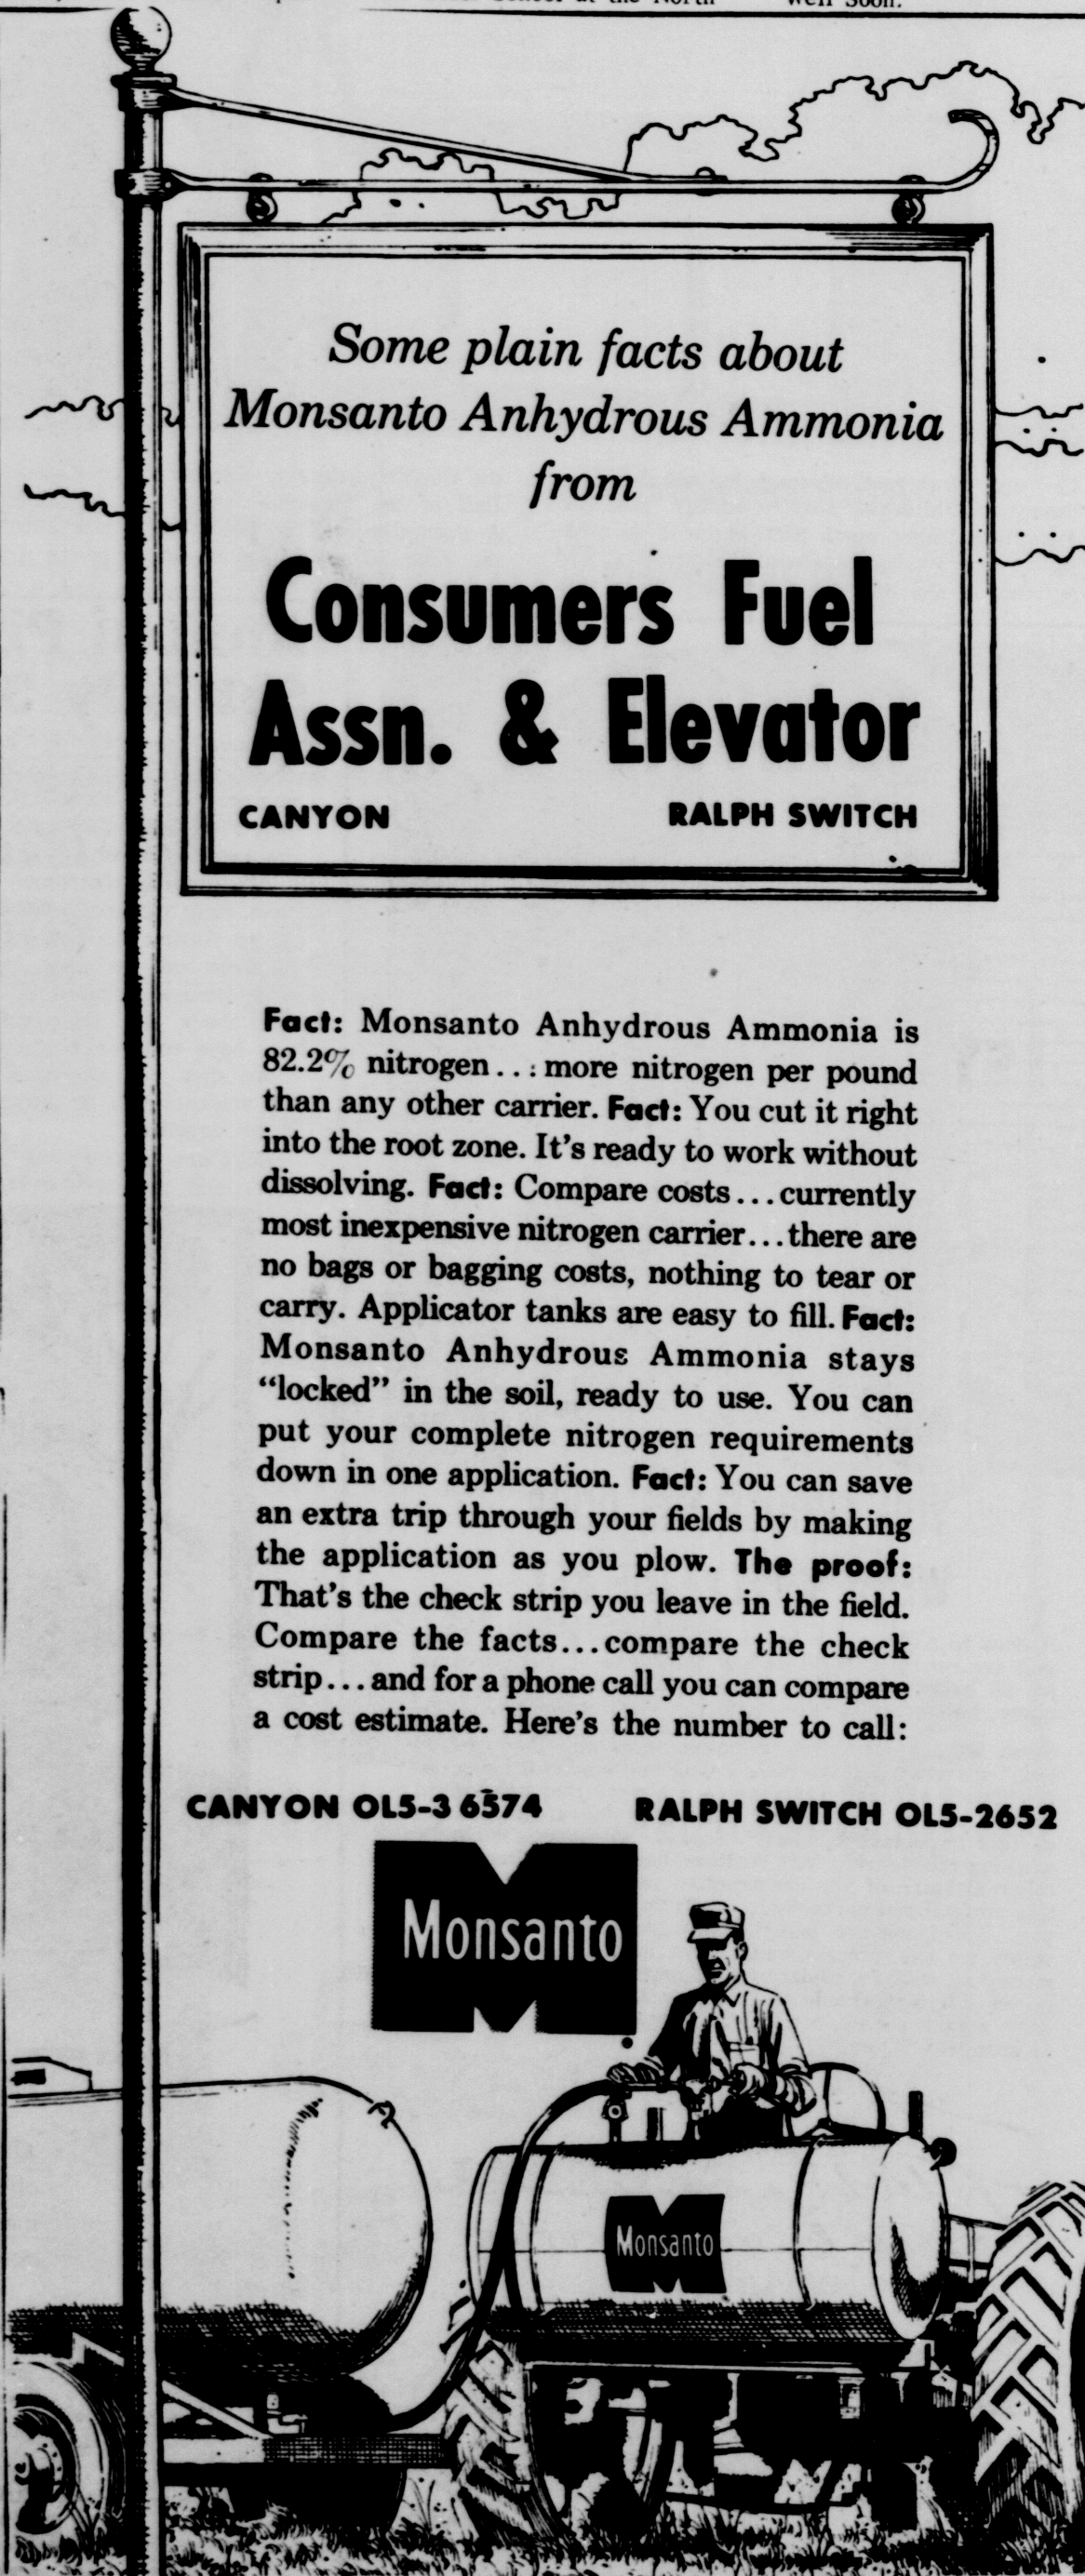 Some plain facts about
Monsanto Anhydrous Ammonia
from
Consumers Fuel
Assn. & Elevator
CANYON RALPH SWITCH
Fact: Monsanto Anhydrous Ammonia is
82.2% nitrogen... more nitrogen per pound
than any other carrier. Fact: You cut it right
into the root zone. It's ready to work without
dissolving. Fact: Compare costs...currently
most inexpensive nitrogen carrier...there are
no bags or bagging costs, nothing to tear or
carry. Applicator tanks are easy to fill. Fact:
Monsanto Anhydrous Ammonia stays
“locked” in the soil, ready to use. You can
put your complete nitrogen requirements
down in one application. Fact: You can save
an extra trip through your fields by making
the application as you plow. The proof:
That's the check strip you leave in the field.
Compare the facts...compare the check
strip...and for a phone call you can compare
a cost estimate. Here's the number to call:
CANYON OL5-3 6574 RALPH SWITCH OL5-2652
Monsanto
Monsanto